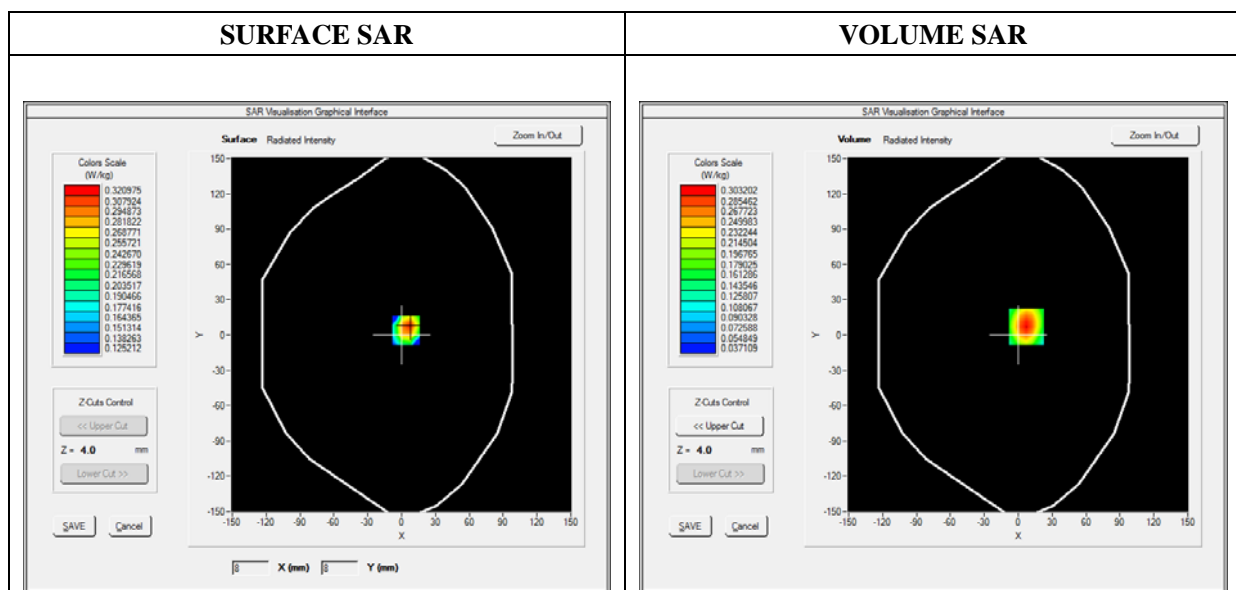 SURFACE SAR
VOLUME SAR
SAR Visualisation Graphical Interface
Surface Radiated Intensity
Zoom In/Out
Colors Scale
(W/kg)
0.320975
0.307924
0.294873
0.281822
0.268771
0.255721
0.242670
0.229619
0.216568
0.203517
0.190466
0.177416
0.164365
0.151314
0.138263
0.125212
Z-Cuts Control
<< Upper Cut
Z = 4.0 mm
Lower Cut >>
SAVE Cancel
150
120
90
60
30
0
-30
-60
-90
-120
-150
Y
-150 -120 -90 -60 -30 0 30 60 90 120 150
X
8 X (mm) 8 Y (mm)
SAR Visualisation Graphical Interface
Volume Radiated Intensity
Zoom In/Out
Colors Scale
(W/kg)
0.303202
0.285462
0.267723
0.249983
0.232244
0.214504
0.196765
0.179025
0.161286
0.143546
0.125807
0.108067
0.090328
0.072588
0.054849
0.037109
Z-Cuts Control
<< Upper Cut
Z = 4.0 mm
Lower Cut >>
SAVE Cancel
150
120
90
60
30
0
-30
-60
-90
-120
-150
Y
-150 -120 -90 -60 -30 0 30 60 90 120 150
X